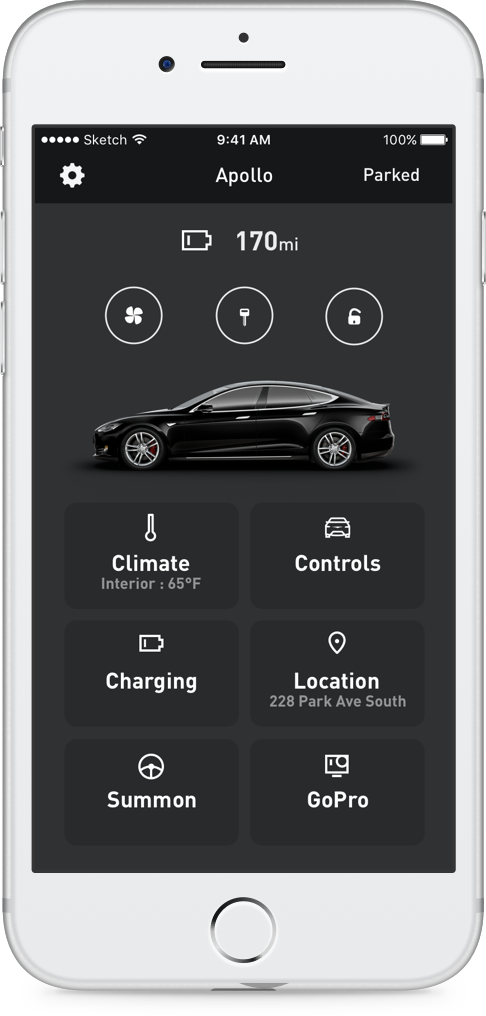 Sketch 9:41 AM 100%
Apollo Parked
170mi
Climate
Interior : 65°F
Controls
Charging
Location
228 Park Ave South
Summon
GoPro